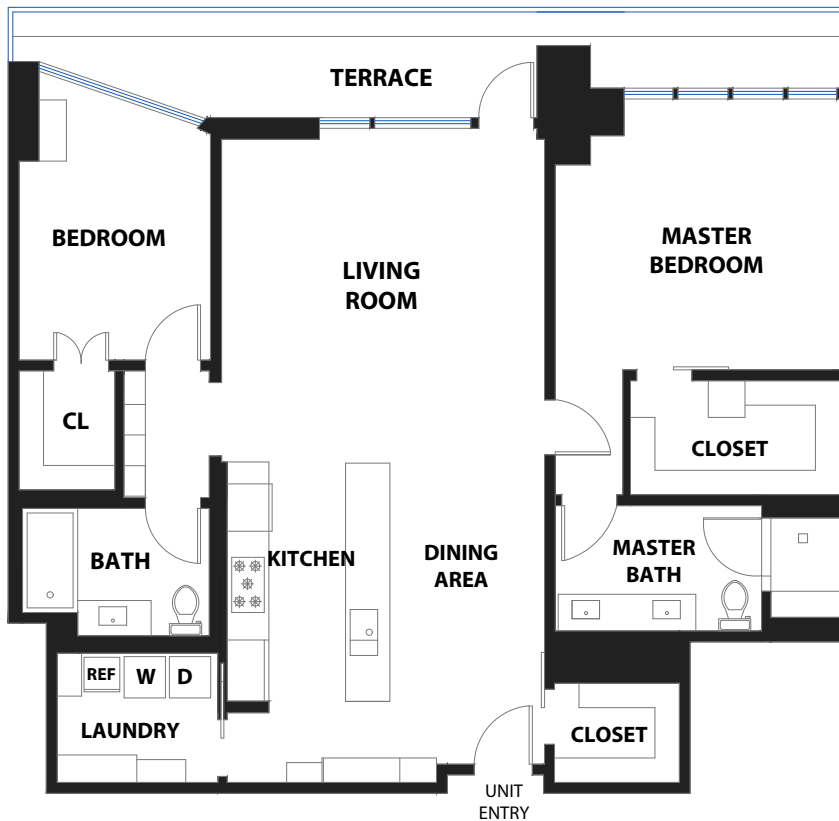 TERRACE
BEDROOM
LIVING
ROOM
MASTER
BEDROOM
CL
CLOSET
BATH
KITCHEN
DINING
AREA
MASTER
BATH
REF
W
D
LAUNDRY
CLOSET
UNIT
ENTRY